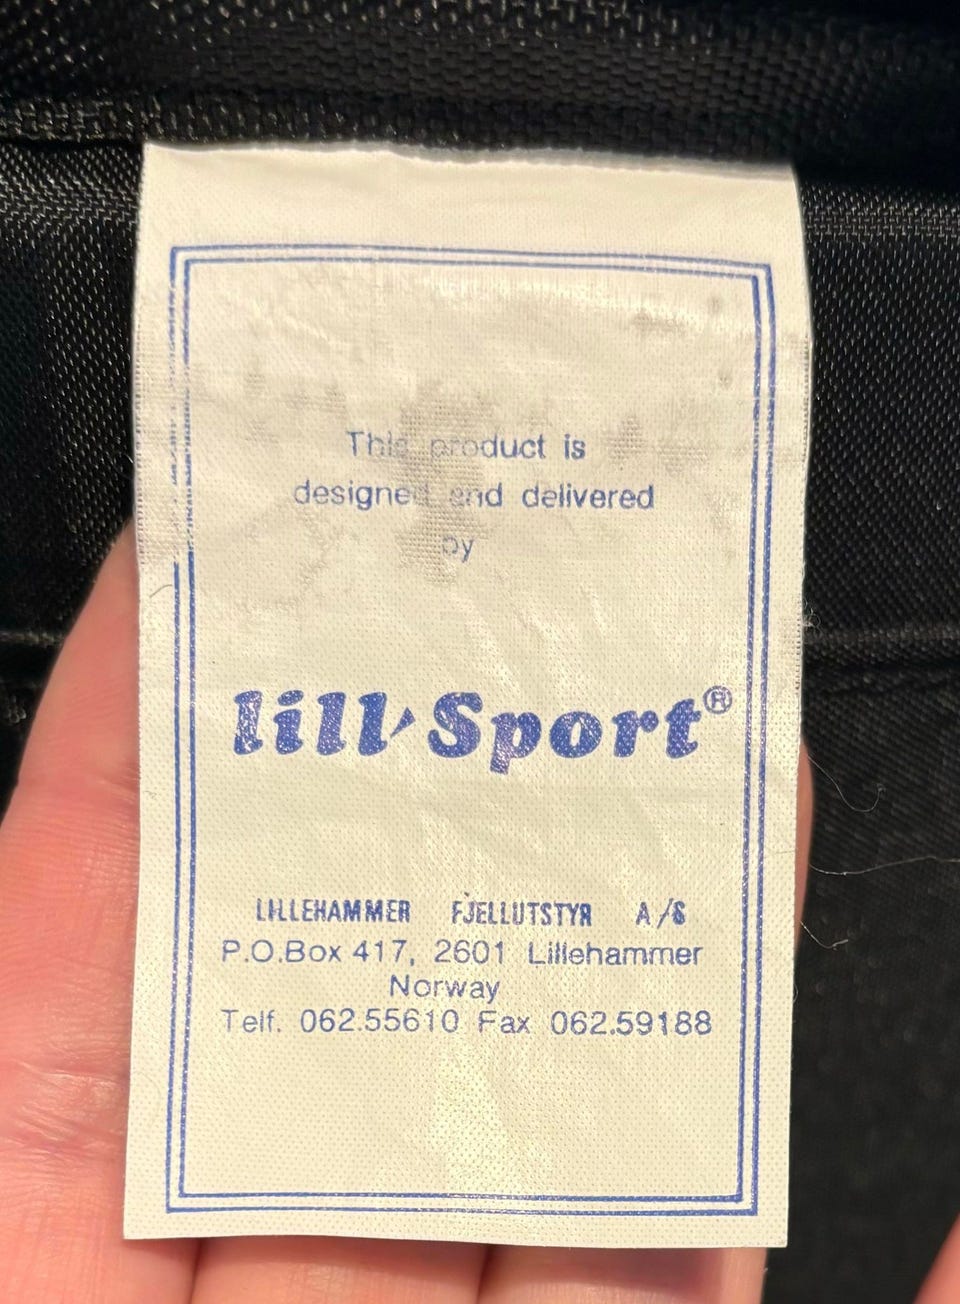 This product is
designed and delivered
by
lill-Sport®
LILLEHAMMER FJELLUTSTYR A/S
P.O.Box 417, 2601 Lillehammer
Norway
Telf. 062.55610 Fax 062.59188